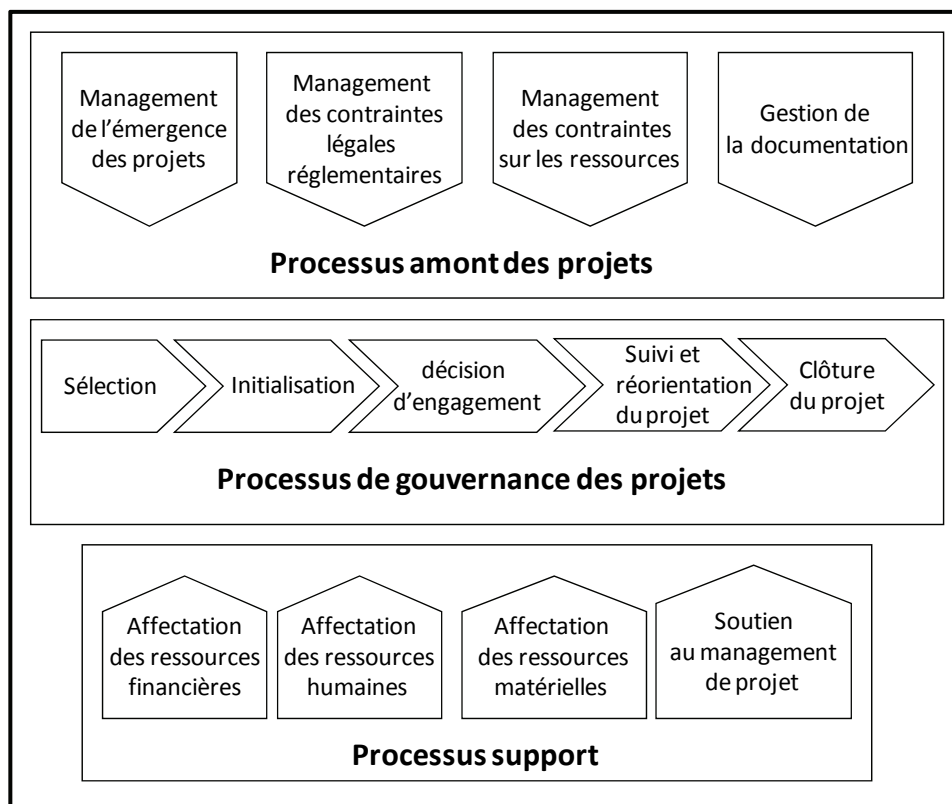 Management
de l'émergence
des projets
Management
des contraintes
légales
réglementaires
Management
des contraintes
sur les ressources
Gestion de
la documentation
Processus amont des projets
Sélection
Initialisation
décision
d'engagement
Suivi et
réorientation
du projet
Clôture
du projet
Processus de gouvernance des projets
Affectation
des ressources
financières
Affectation
des ressources
humaines
Affectation
des ressources
matérielles
Soutien
au management
de projet
Processus support